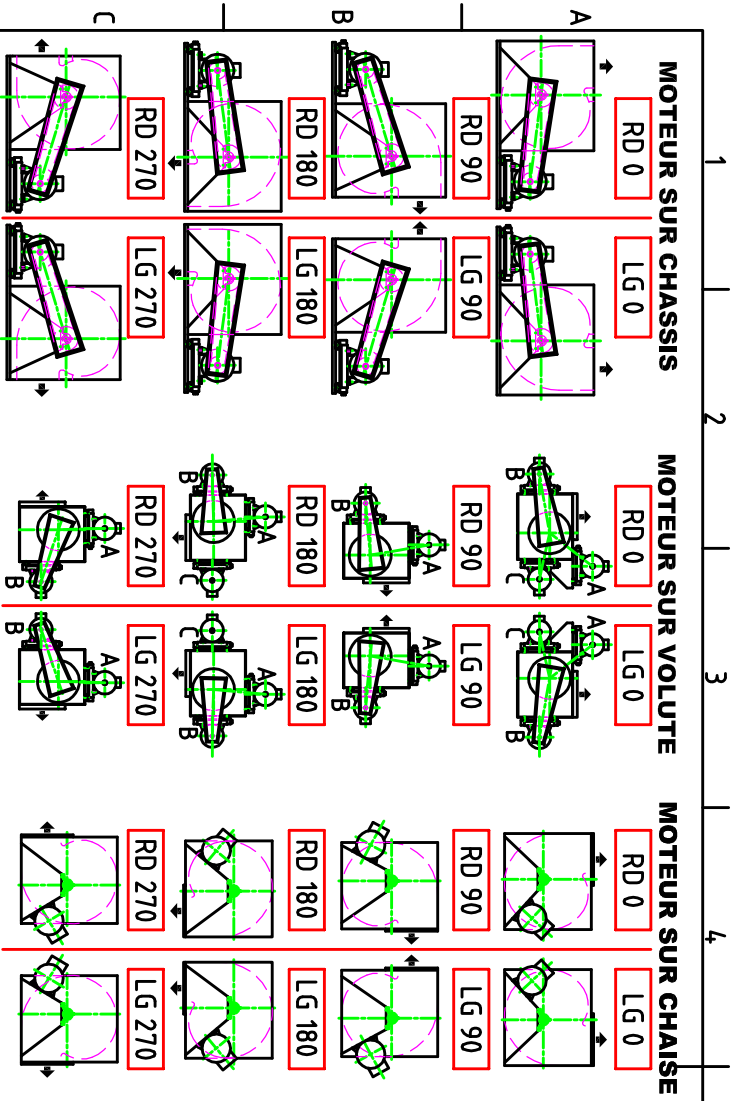 1 2 3 4
MOTEUR SUR CHASSIS MOTEUR SUR VOLUTE MOTEUR SUR CHAISE
RD 0 LG 0 RD 0 LG 0 RD 0 LG 0
A
A A
B C C B
RD 90 LG 90 RD 90 LG 90 RD 90 LG 90
B
A A
B B
RD 180 LG 180 RD 180 LG 180 RD 180 LG 180
A A
B C C B
RD 270 LG 270 RD 270 LG 270 RD 270 LG 270
C
A A
B B